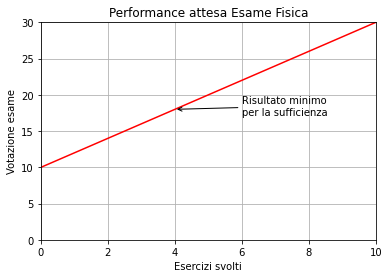 Performance attesa Esame Fisica
30
25
20
15
10
5
0
Votazione esame
Risultato minimo
per la sufficienza
0 2 4 6 8 10
Esercizi svolti